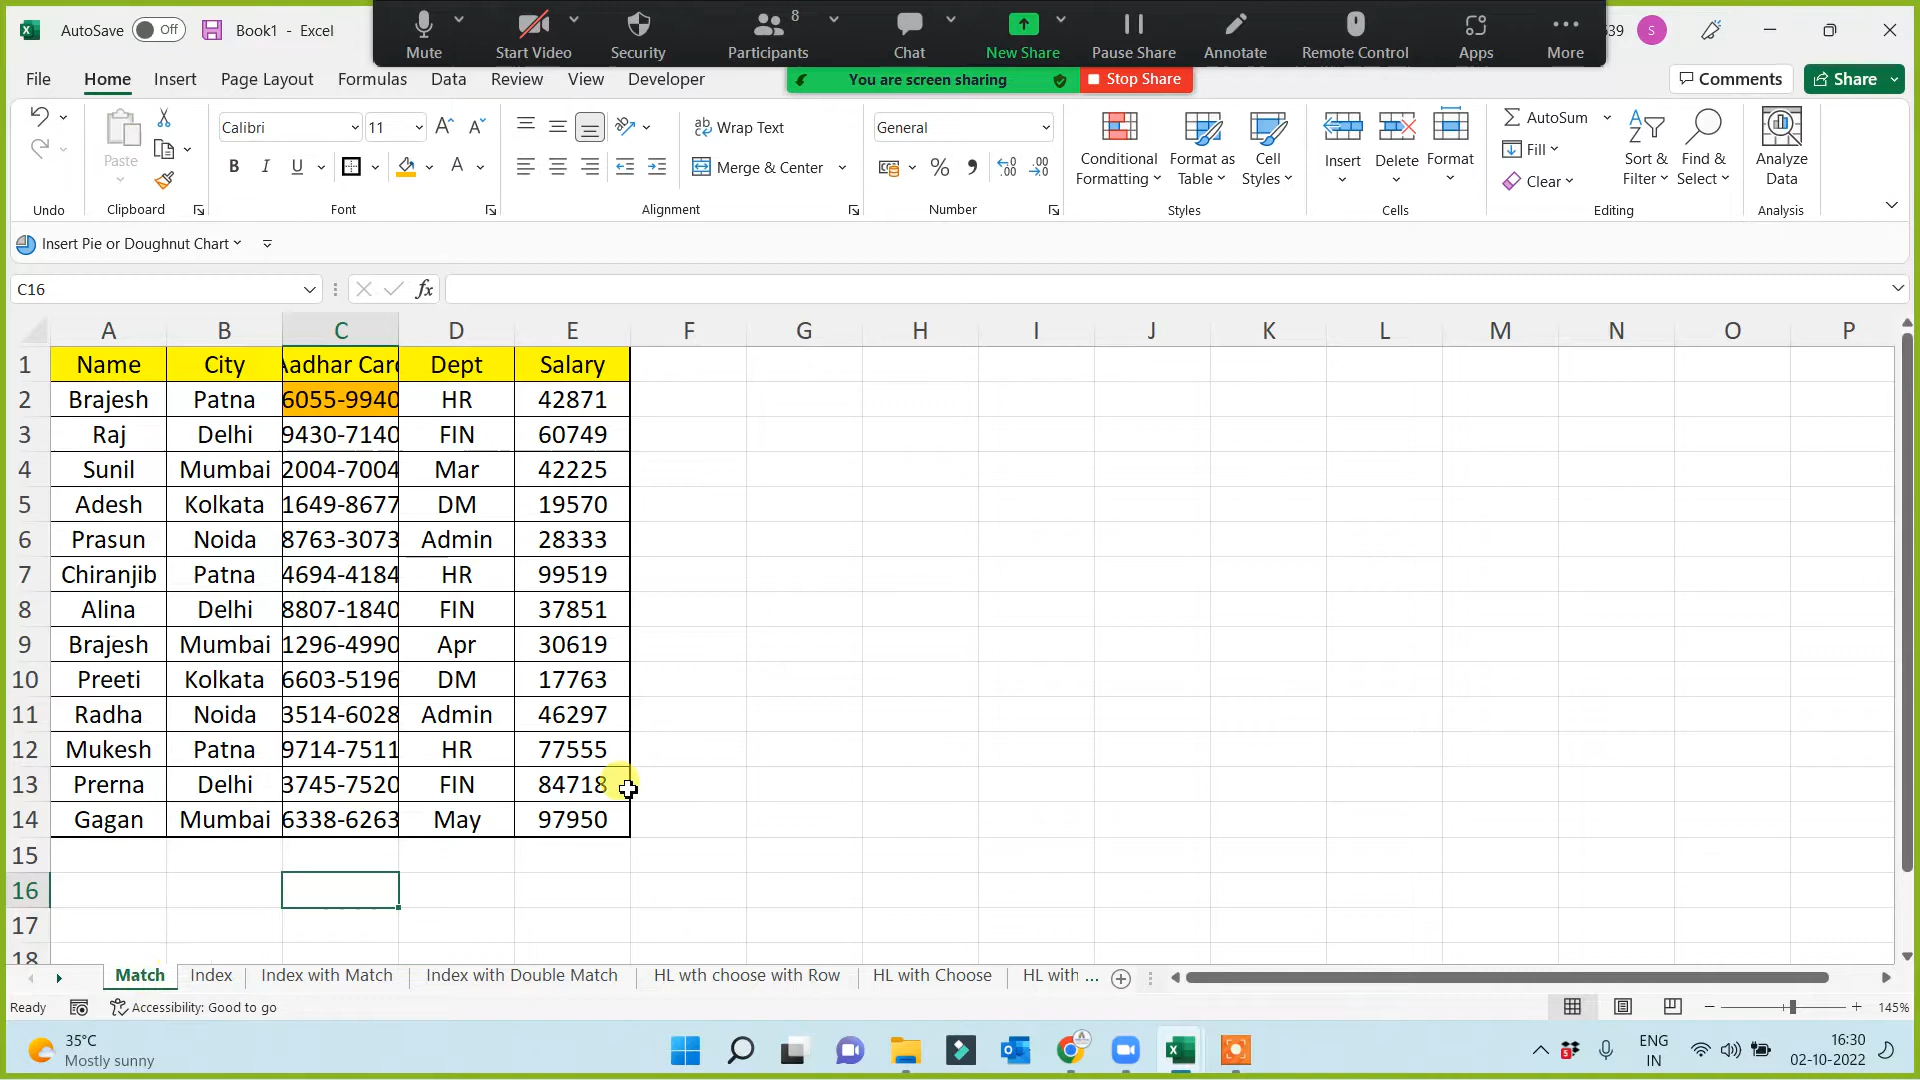 AutoSave Off Book1 - Excel
Mute Start Video Security Participants 8 Chat New Share Pause Share Annotate Remote Control Apps More
39 S
File Home Insert Page Layout Formulas Data Review View Developer
You are screen sharing Stop Share
Comments Share
Paste
Calibri 11
B I U A
Wrap Text
Merge & Center
General
Conditional Formatting
Format as Table
Cell Styles
Insert Delete Format
AutoSum
Fill
Clear
Sort & Filter
Find & Select
Analyze Data
Undo Clipboard Font Alignment Number Styles Cells Editing Analysis
Insert Pie or Doughnut Chart
C16 fx
A B C D E F G H I J K L M N O P
1 Name City Aadhar Card Dept Salary
2 Brajesh Patna 6055-9940 HR 42871
3 Raj Delhi 9430-7140 FIN 60749
4 Sunil Mumbai 2004-7004 Mar 42225
5 Adesh Kolkata 1649-8677 DM 19570
6 Prasun Noida 8763-3073 Admin 28333
7 Chiranjib Patna 4694-4184 HR 99519
8 Alina Delhi 8807-1840 FIN 37851
9 Brajesh Mumbai 1296-4990 Apr 30619
10 Preeti Kolkata 6603-5196 DM 17763
11 Radha Noida 3514-6028 Admin 46297
12 Mukesh Patna 9714-7511 HR 77555
13 Prerna Delhi 3745-7520 FIN 84718
14 Gagan Mumbai 6338-6263 May 97950
15
16
17
18
Match Index Index with Match Index with Double Match HL wth choose with Row HL with Choose HL with ...
Ready Accessibility: Good to go 145%
35°C
Mostly sunny
ENG
IN
16:30
02-10-2022